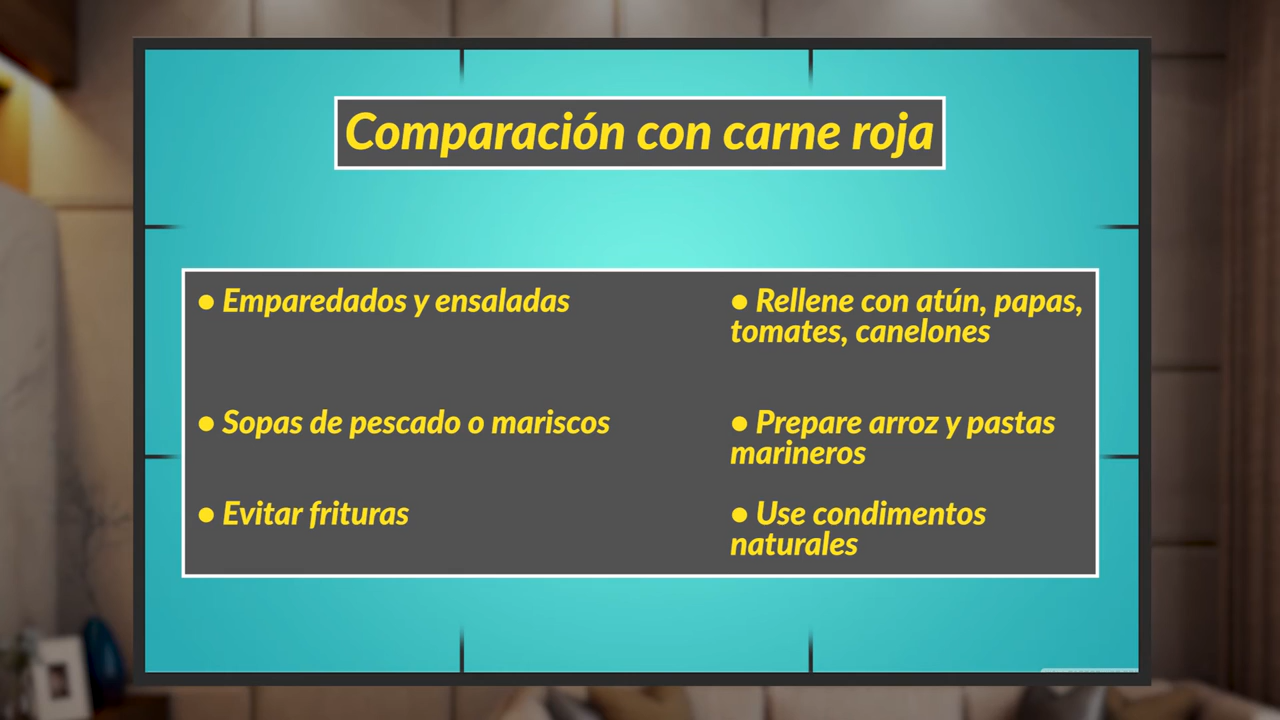 Comparación con carne roja
● Emparedados y ensaladas
● Rellene con atún, papas,
tomates, canelones
● Sopas de pescado o mariscos
● Prepare arroz y pastas
marineros
● Evitar frituras
● Use condimentos
naturales